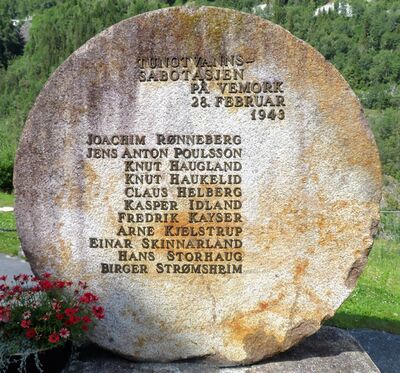 TUNGTVANNS-
SABOTASJEN
PÅ VEMORK
28. FEBRUAR
1943
JOACHIM RØNNEBERG
JENS ANTON POULSSON
KNUT HAUGLAND
KNUT HAUKELID
CLAUS HELBERG
KASPER IDLAND
FREDRIK KAYSER
ARNE KJELSTRUP
EINAR SKINNARLAND
HANS STORHAUG
BIRGER STRØMSHEIM